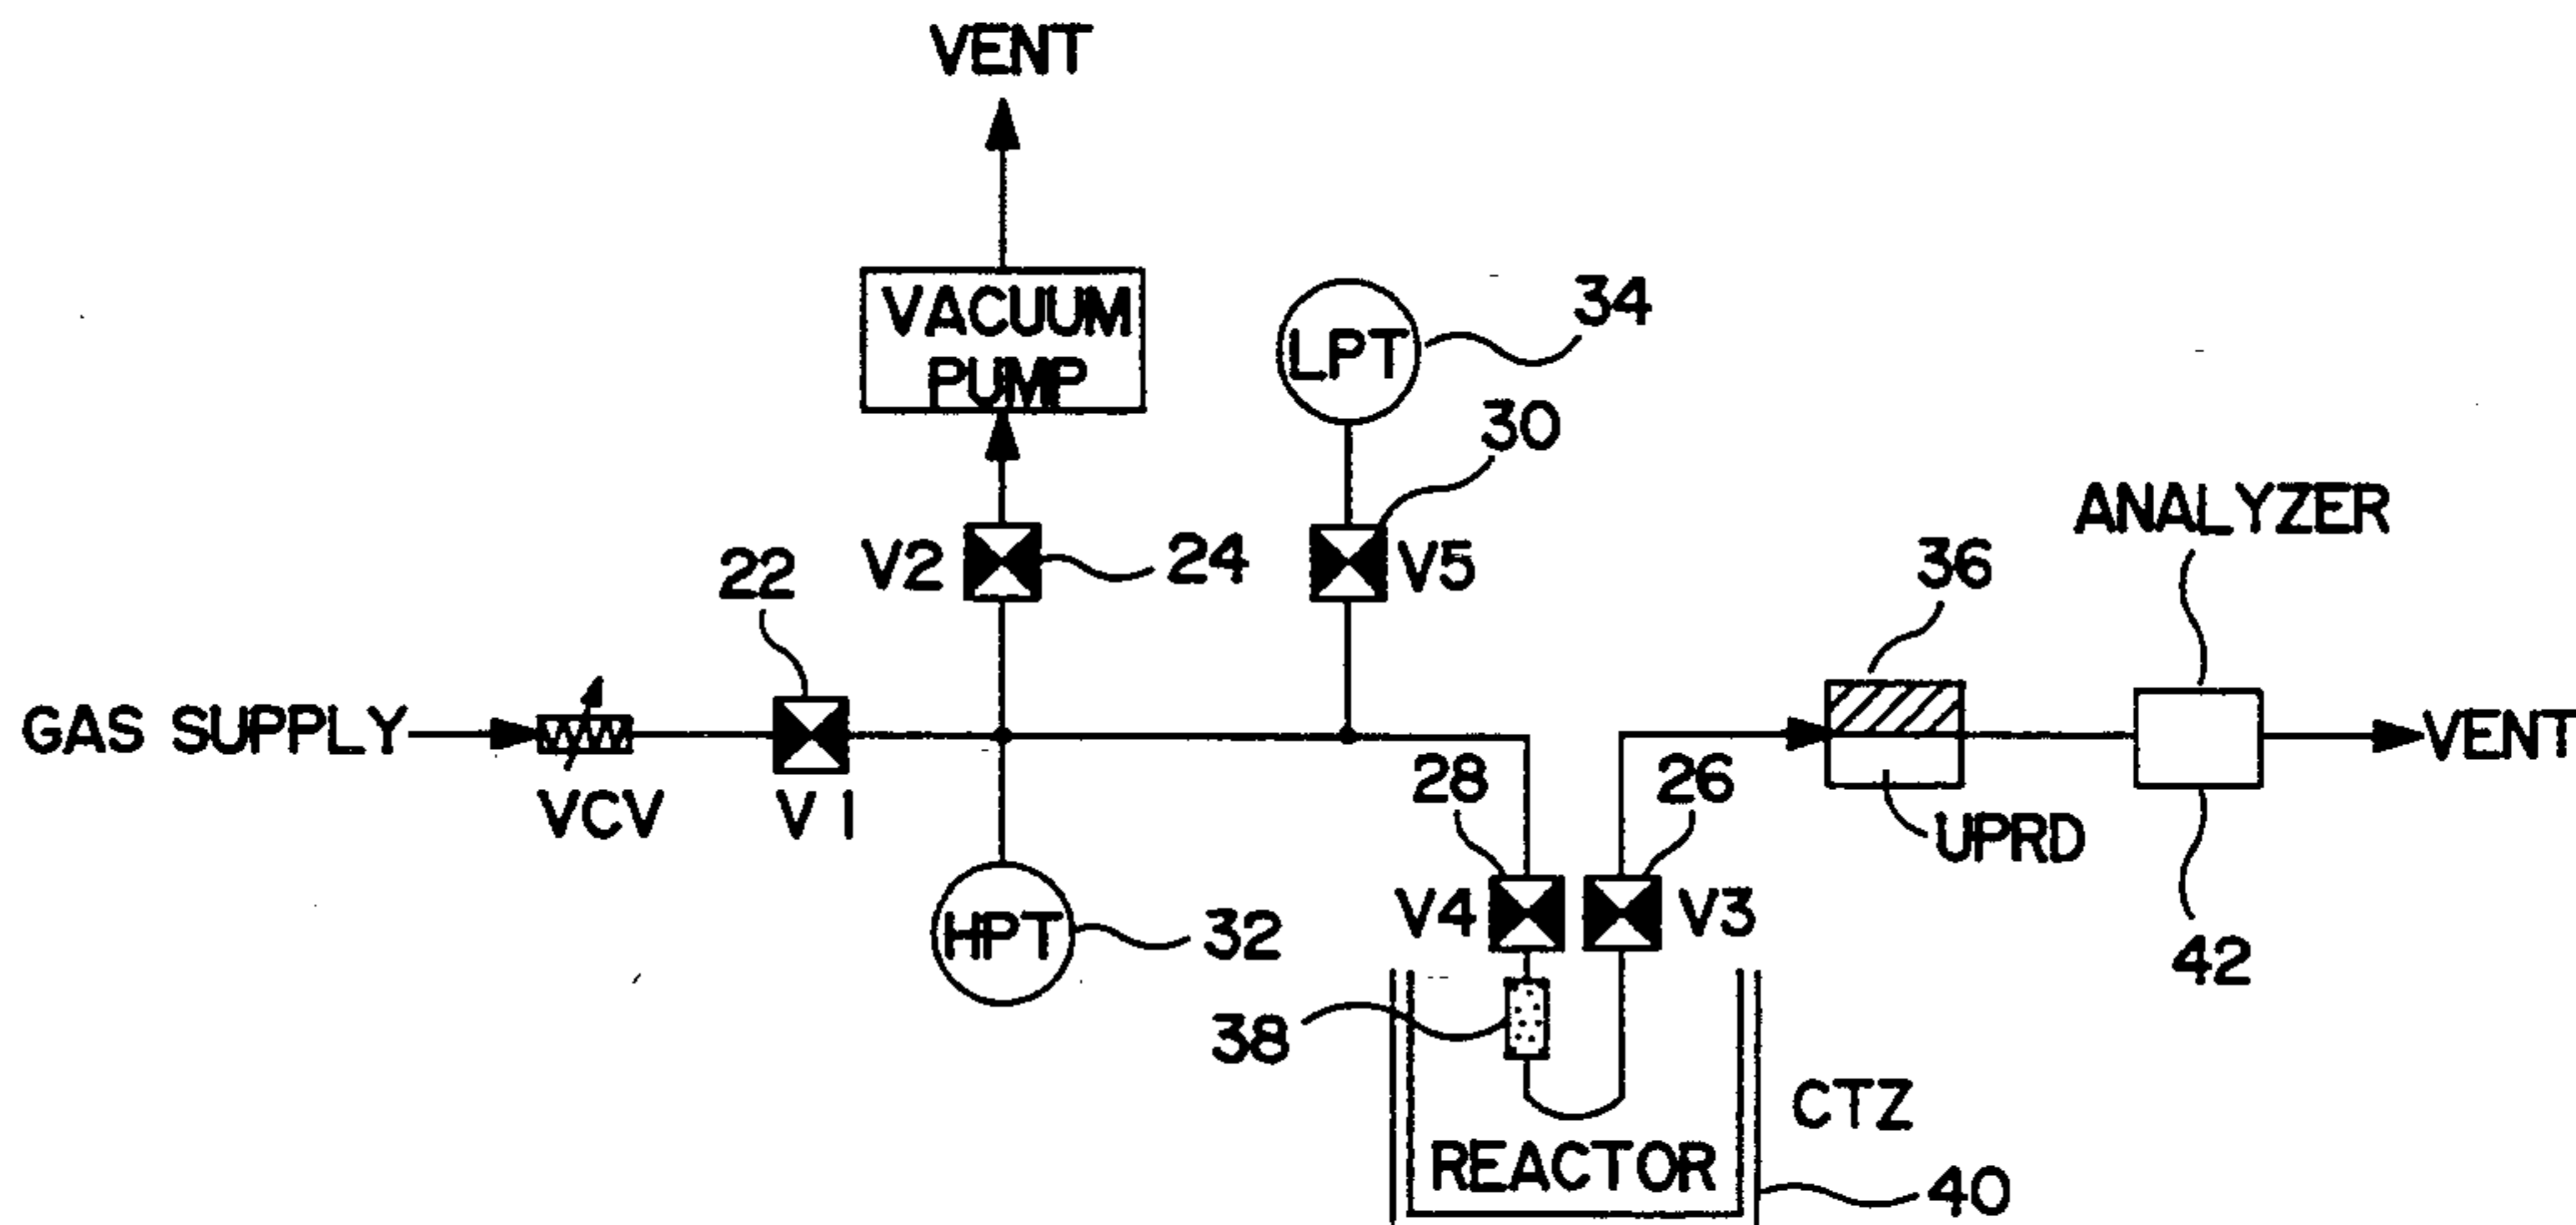 VENT
VACUUM
PUMP
LPT
34
30
ANALYZER
22
V2
24
V5
36
GAS SUPPLY
VCV
V1
28
26
VENT
UPRD
HPT
32
V4
V3
42
38
CTZ
REACTOR
40